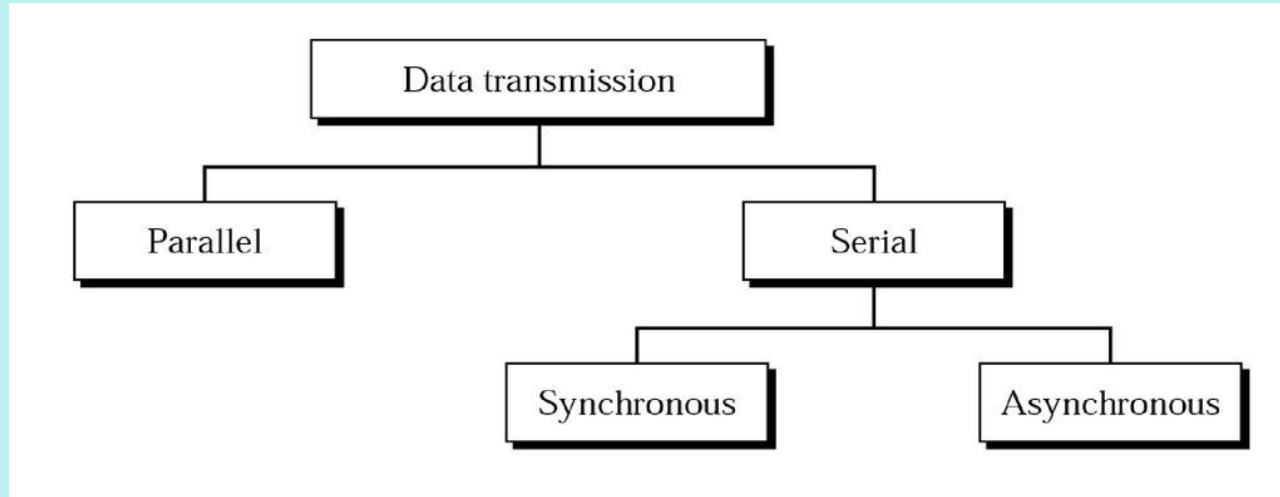 Data transmission
Parallel
Serial
Synchronous
Asynchronous